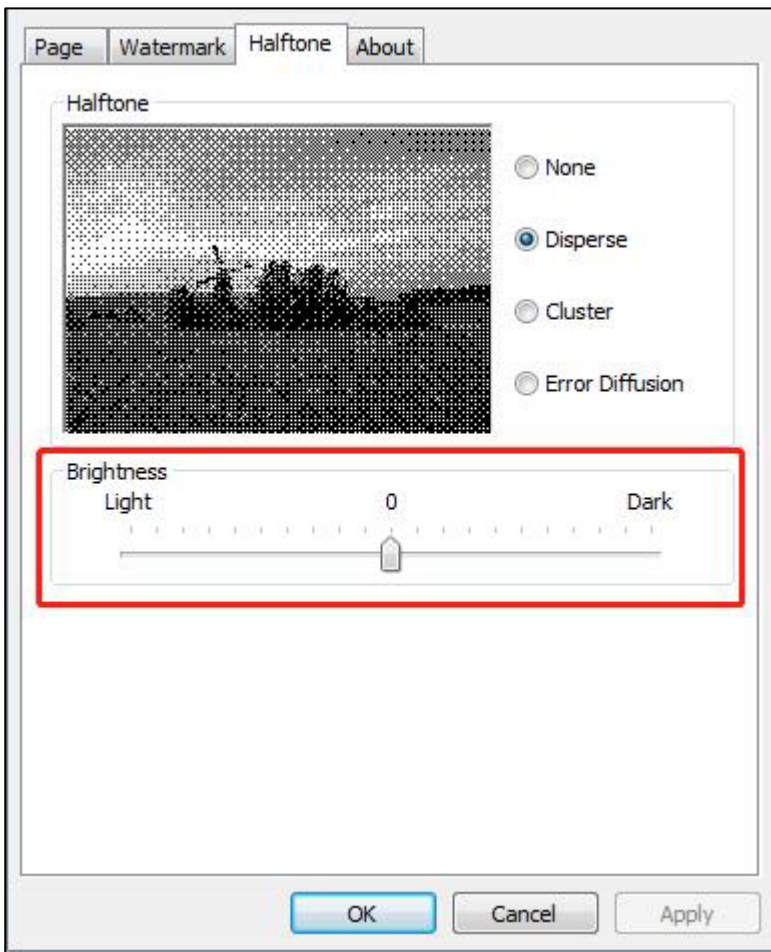 Page Watermark Halftone About
Halftone
None
Disperse
Cluster
Error Diffusion
Brightness
Light 0 Dark
OK Cancel Apply